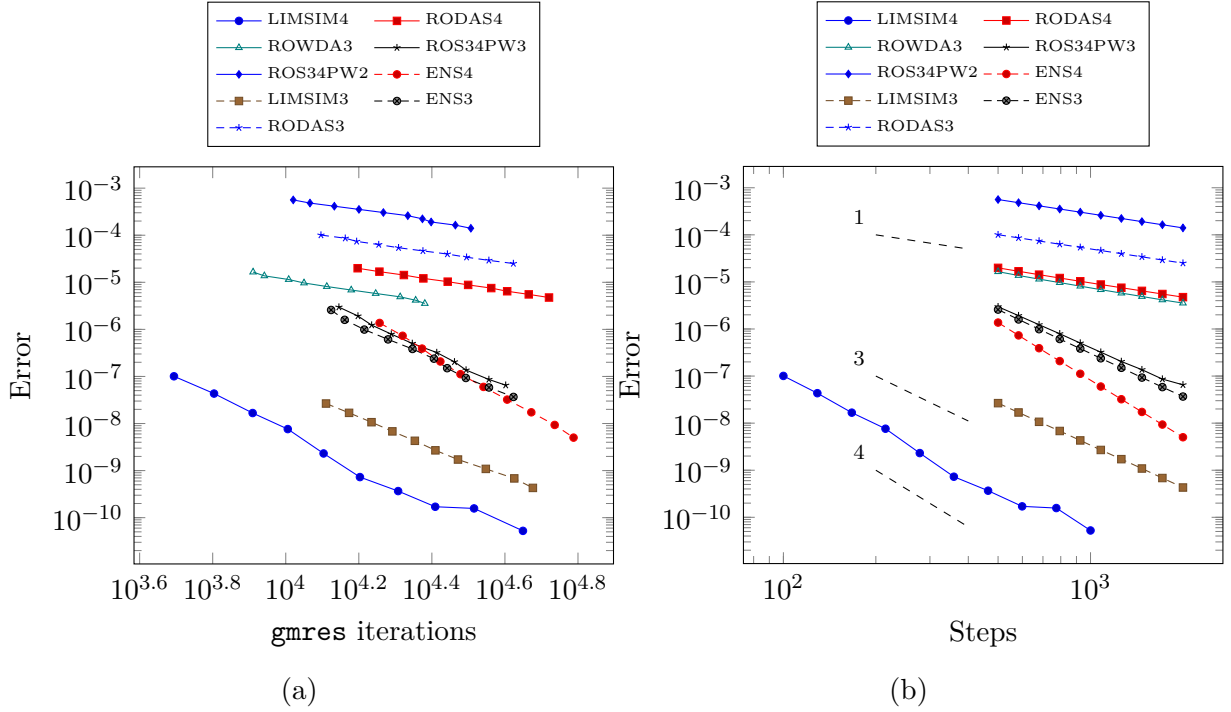 LIMSIM4 RODAS4
ROWDA3 ROS34PW3
ROS34PW2 ENS4
LIMSIM3 ENS3
RODAS3
10^−3
10^−4
10^−5
10^−6
10^−7
10^−8
10^−9
10^−10
Error
10^3.6 10^3.8 10^4 10^4.2 10^4.4 10^4.6 10^4.8
gmres iterations
(a)
LIMSIM4 RODAS4
ROWDA3 ROS34PW3
ROS34PW2 ENS4
LIMSIM3 ENS3
RODAS3
10^−3
10^−4
10^−5
10^−6
10^−7
10^−8
10^−9
10^−10
Error
1
3
4
10^2 10^3
Steps
(b)